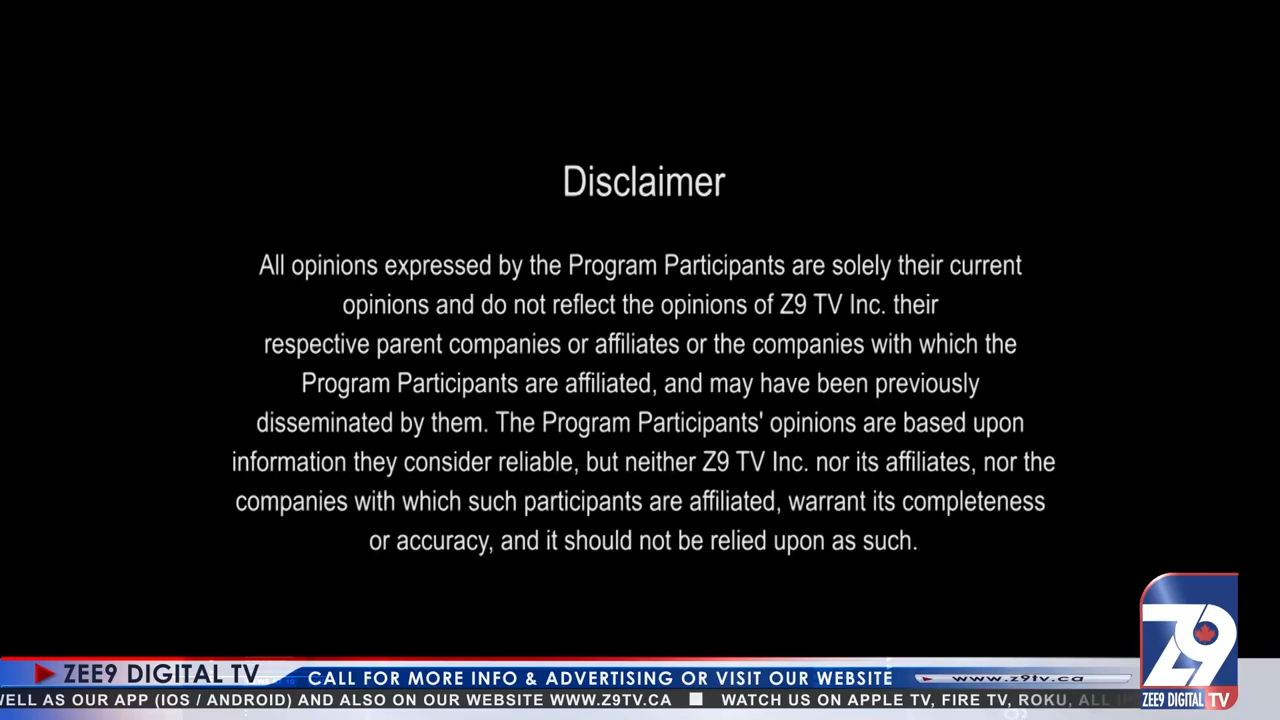 Disclaimer
All opinions expressed by the Program Participants are solely their current
opinions and do not reflect the opinions of Z9 TV Inc. their
respective parent companies or affiliates or the companies with which the
Program Participants are affiliated, and may have been previously
disseminated by them. The Program Participants' opinions are based upon
information they consider reliable, but neither Z9 TV Inc. nor its affiliates, nor the
companies with which such participants are affiliated, warrant its completeness
or accuracy, and it should not be relied upon as such.
Z9
ZEE9 DIGITAL TV
ZEE9 DIGITAL TV
CALL FOR MORE INFO & ADVERTISING OR VISIT OUR WEBSITE
www.z9tv.ca
WELL AS OUR APP (IOS / ANDROID) AND ALSO ON OUR WEBSITE WWW.Z9TV.CA ■ WATCH US ON APPLE TV, FIRE TV, ROKU, ALL